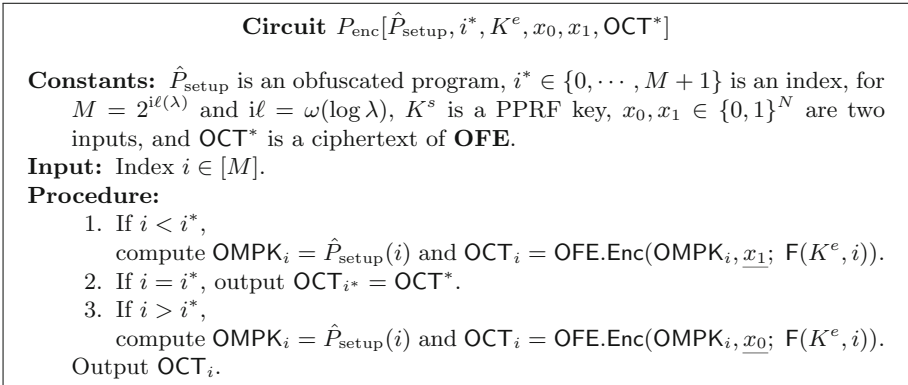 Circuit P_enc[P̂_setup, i*, K^e, x_0, x_1, OCT*]
Constants: P̂_setup is an obfuscated program, i* ∈ {0, ⋯ , M + 1} is an index, for
M = 2^{iℓ(λ)} and iℓ = ω(log λ), K^s is a PPRF key, x_0, x_1 ∈ {0, 1}^N are two
inputs, and OCT* is a ciphertext of OFE.
Input: Index i ∈ [M].
Procedure:
1. If i < i*,
compute OMPK_i = P̂_setup(i) and OCT_i = OFE.Enc(OMPK_i, x_1; F(K^e, i)).
2. If i = i*, output OCT_{i*} = OCT*.
3. If i > i*,
compute OMPK_i = P̂_setup(i) and OCT_i = OFE.Enc(OMPK_i, x_0; F(K^e, i)).
Output OCT_i.